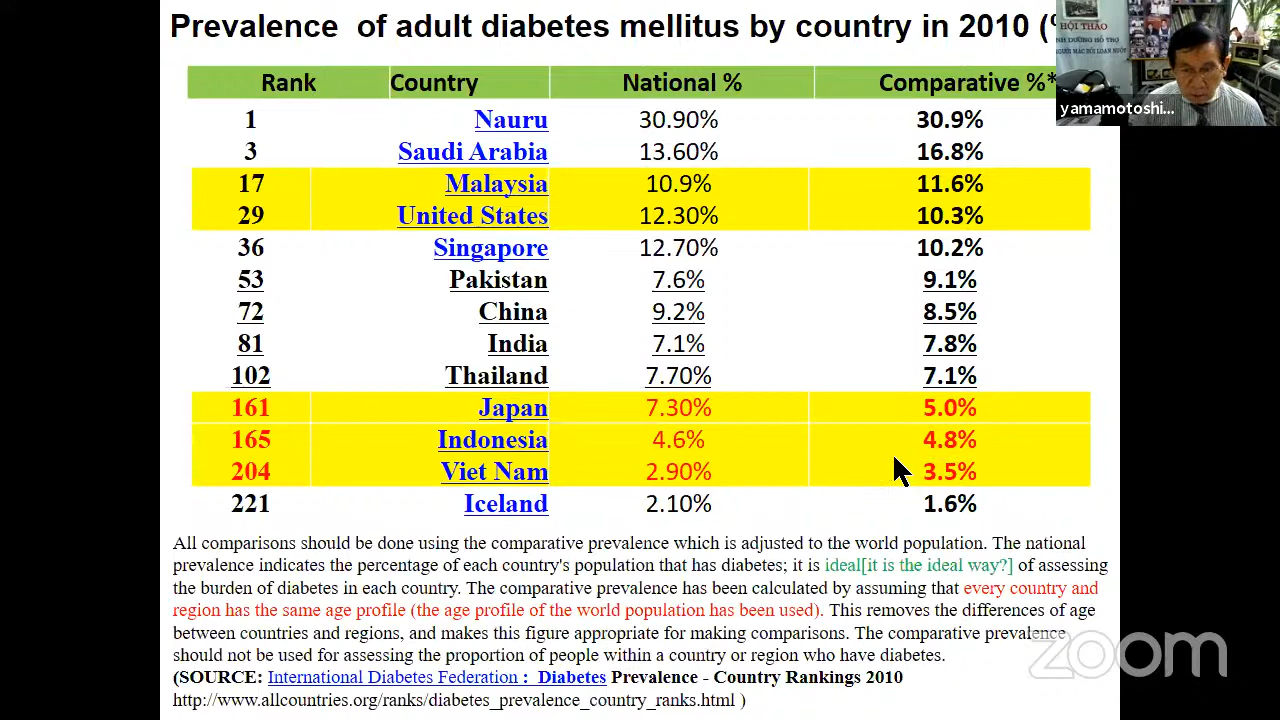 Prevalence of adult diabetes mellitus by country in 2010 (
HỘI THẢO
yamamotoshi...
Rank Country National % Comparative %*
1 Nauru 30.90% 30.9%
3 Saudi Arabia 13.60% 16.8%
17 Malaysia 10.9% 11.6%
29 United States 12.30% 10.3%
36 Singapore 12.70% 10.2%
53 Pakistan 7.6% 9.1%
72 China 9.2% 8.5%
81 India 7.1% 7.8%
102 Thailand 7.70% 7.1%
161 Japan 7.30% 5.0%
165 Indonesia 4.6% 4.8%
204 Viet Nam 2.90% 3.5%
221 Iceland 2.10% 1.6%
All comparisons should be done using the comparative prevalence which is adjusted to the world population. The national
prevalence indicates the percentage of each country's population that has diabetes; it is ideal[it is the ideal way?] of assessing
the burden of diabetes in each country. The comparative prevalence has been calculated by assuming that every country and
region has the same age profile (the age profile of the world population has been used). This removes the differences of age
between countries and regions, and makes this figure appropriate for making comparisons. The comparative prevalence
should not be used for assessing the proportion of people within a country or region who have diabetes.
(SOURCE: International Diabetes Federation : Diabetes Prevalence - Country Rankings 2010
http://www.allcountries.org/ranks/diabetes_prevalence_country_ranks.html )
zoom